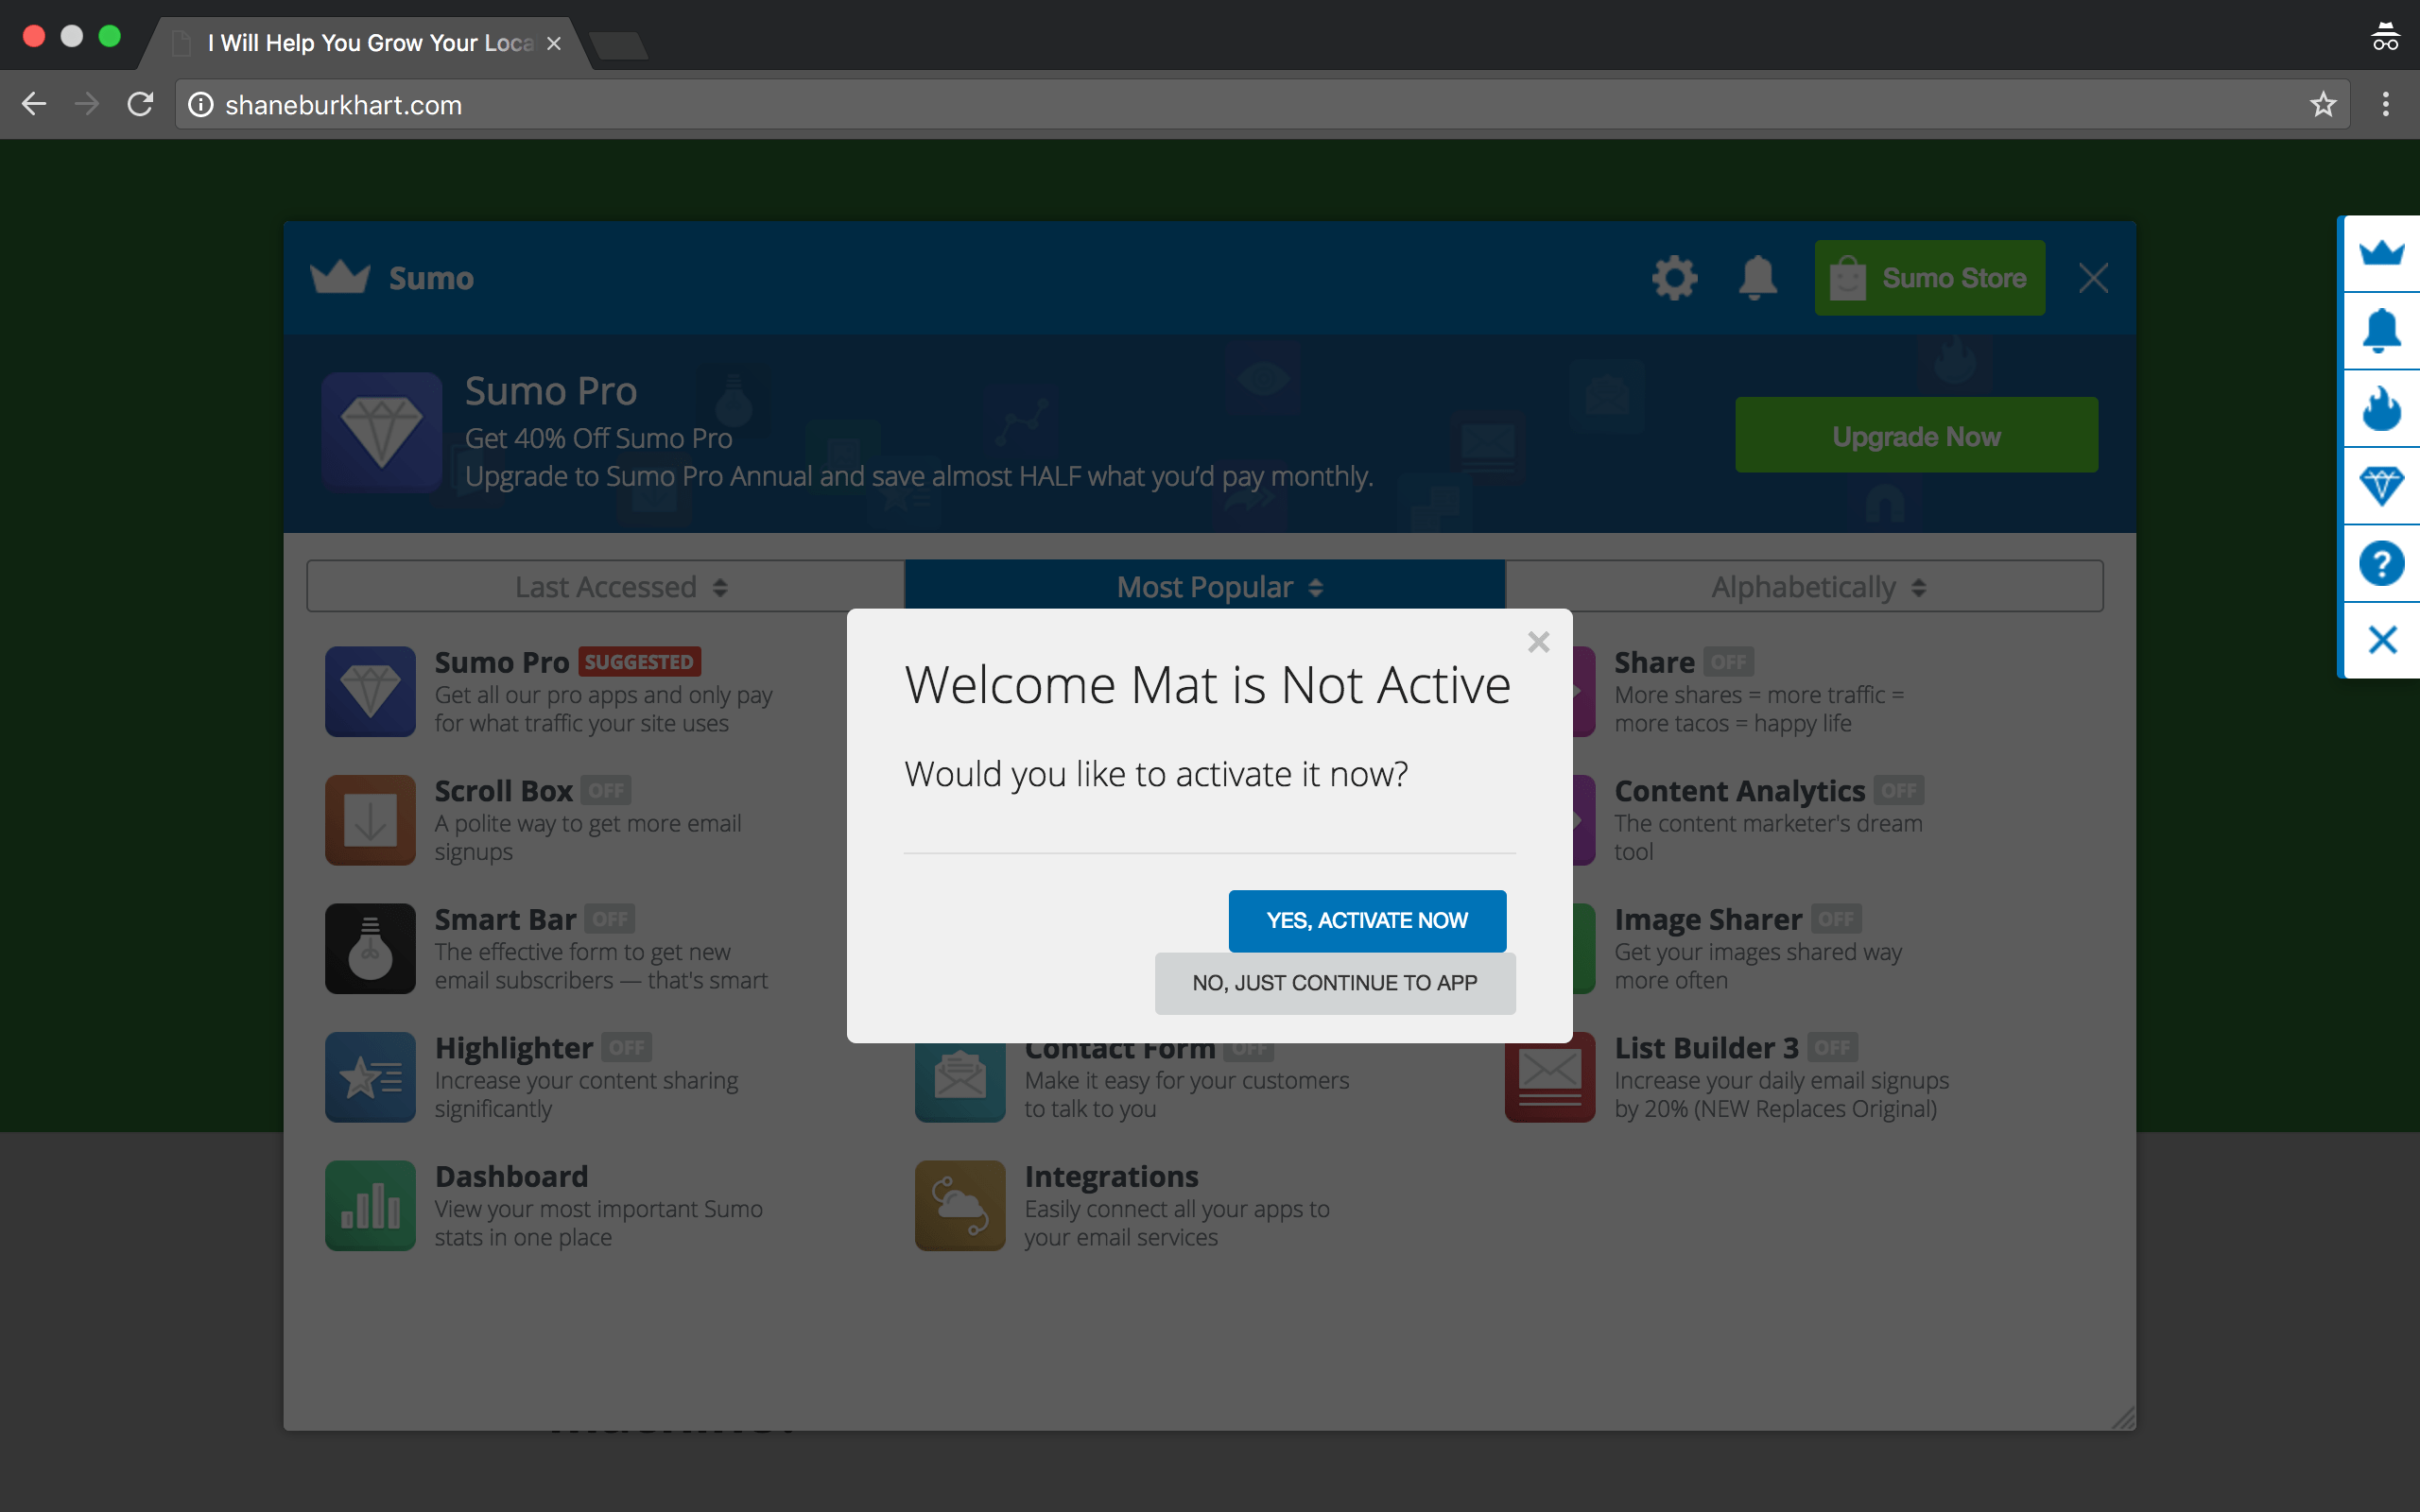 I Will Help You Grow Your Loca
shaneburkhart.com
Sumo
Sumo Store
Sumo Pro
Get 40% Off Sumo Pro
Upgrade to Sumo Pro Annual and save almost HALF what you’d pay monthly.
Upgrade Now
Last Accessed
Most Popular
Alphabetically
Sumo Pro SUGGESTED
Get all our pro apps and only pay
for what traffic your site uses
Share OFF
More shares = more traffic =
more tacos = happy life
Scroll Box OFF
A polite way to get more email
signups
Content Analytics OFF
The content marketer's dream
tool
Smart Bar OFF
The effective form to get new
email subscribers — that's smart
Image Sharer OFF
Get your images shared way
more often
Welcome Mat is Not Active
Would you like to activate it now?
YES, ACTIVATE NOW
NO, JUST CONTINUE TO APP
Highlighter OFF
Increase your content sharing
significantly
Contact Form OFF
Make it easy for your customers
to talk to you
List Builder 3 OFF
Increase your daily email signups
by 20% (NEW Replaces Original)
Dashboard
View your most important Sumo
stats in one place
Integrations
Easily connect all your apps to
your email services